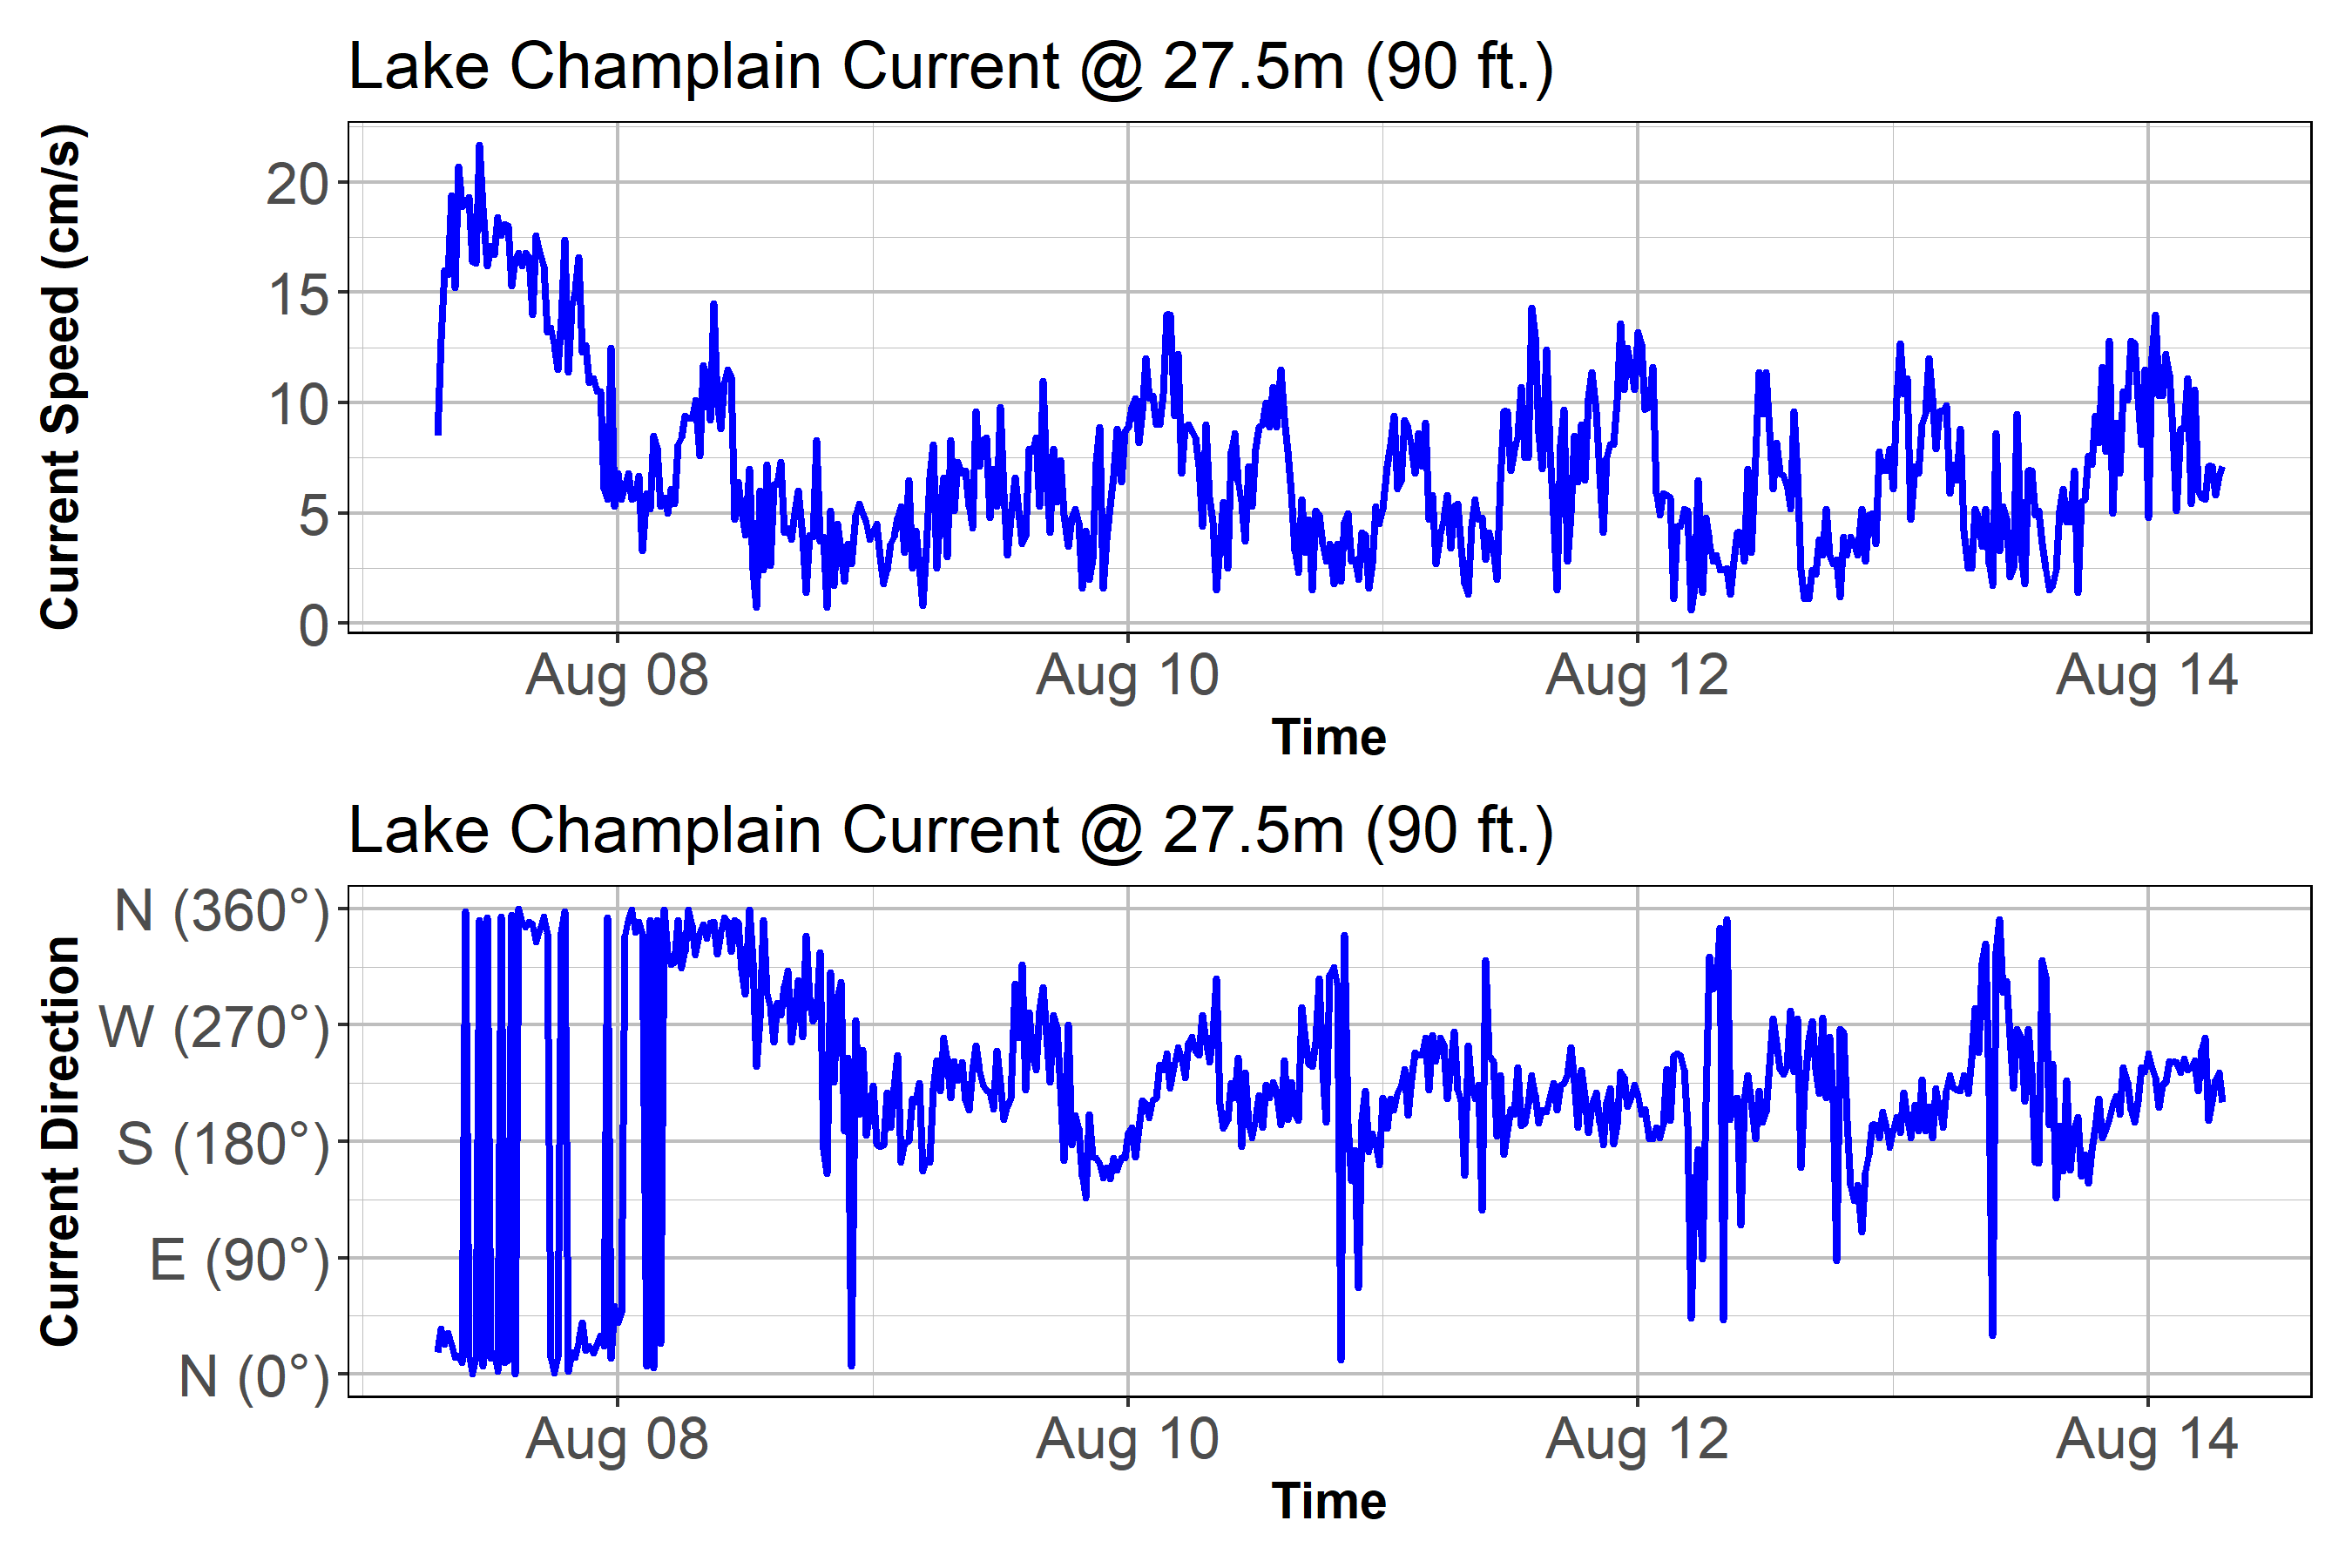 Lake Champlain Current @ 27.5m (90 ft.)
Current Speed (cm/s)
20
15
10
5
0
Aug 08 Aug 10 Aug 12 Aug 14
Time
Lake Champlain Current @ 27.5m (90 ft.)
Current Direction
N (360°)
W (270°)
S (180°)
E (90°)
N (0°)
Aug 08 Aug 10 Aug 12 Aug 14
Time